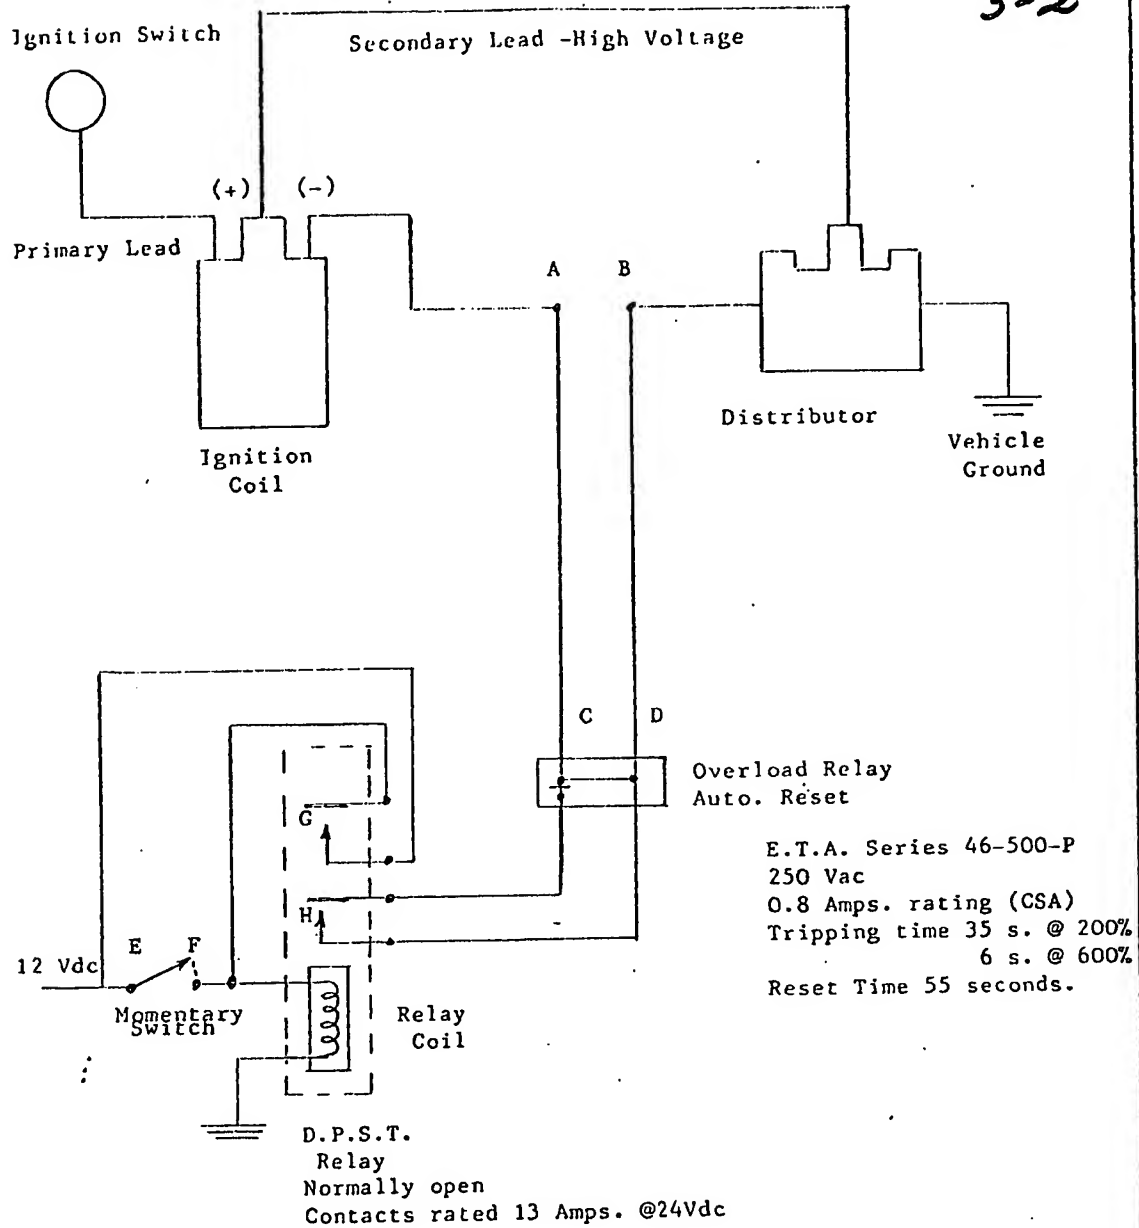 3-2
Ignition Switch
Secondary Lead -High Voltage
(+) (-)
Primary Lead
A B
Ignition
Coil
Distributor
Vehicle
Ground
C D
Overload Relay
Auto. Reset
E.T.A. Series 46-500-P
250 Vac
0.8 Amps. rating (CSA)
Tripping time 35 s. @ 200%
6 s. @ 600%
Reset Time 55 seconds.
G
H
E F
12 Vdc
Momentary
Switch
Relay
Coil
D.P.S.T.
Relay
Normally open
Contacts rated 13 Amps. @24Vdc